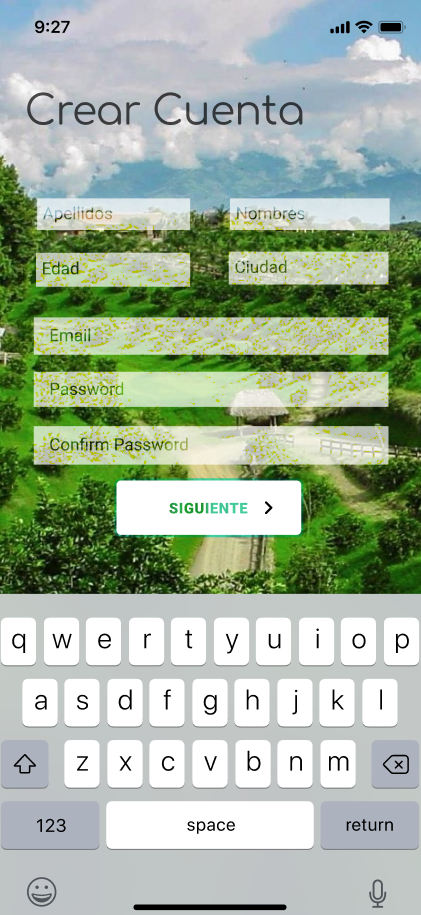 9:27
Crear Cuenta
Apellidos Nombres
Edad Ciudad
Email
Password
Confirm Password
SIGUIENTE
q w e r t y u i o p
a s d f g h j k l
z x c v b n m
123 space return